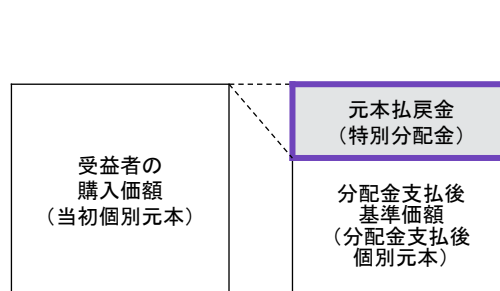 受益者の
購入価額
（当初個別元本）
元本払戻金
（特別分配金）
分配金支払後
基準価額
（分配金支払後
個別元本）